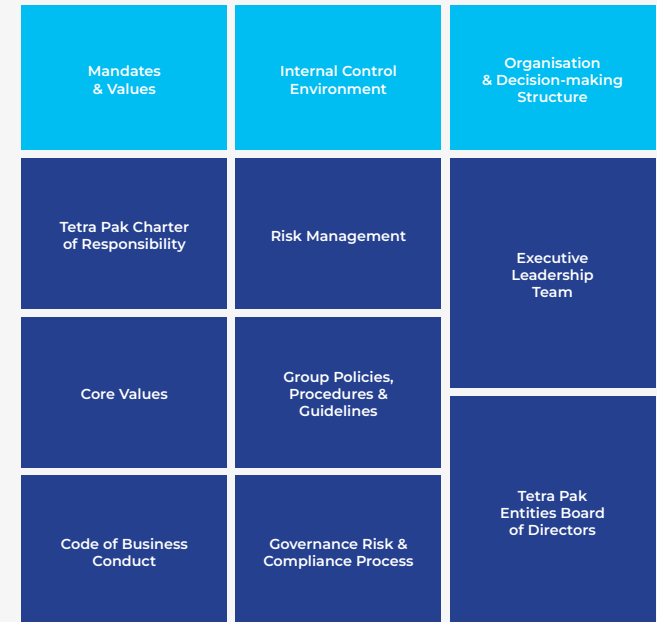 Mandates
& Values
Internal Control
Environment
Organisation
& Decision-making
Structure
Tetra Pak Charter
of Responsibility
Risk Management
Executive
Leadership
Team
Core Values
Group Policies,
Procedures &
Guidelines
Tetra Pak
Entities Board
of Directors
Code of Business
Conduct
Governance Risk &
Compliance Process